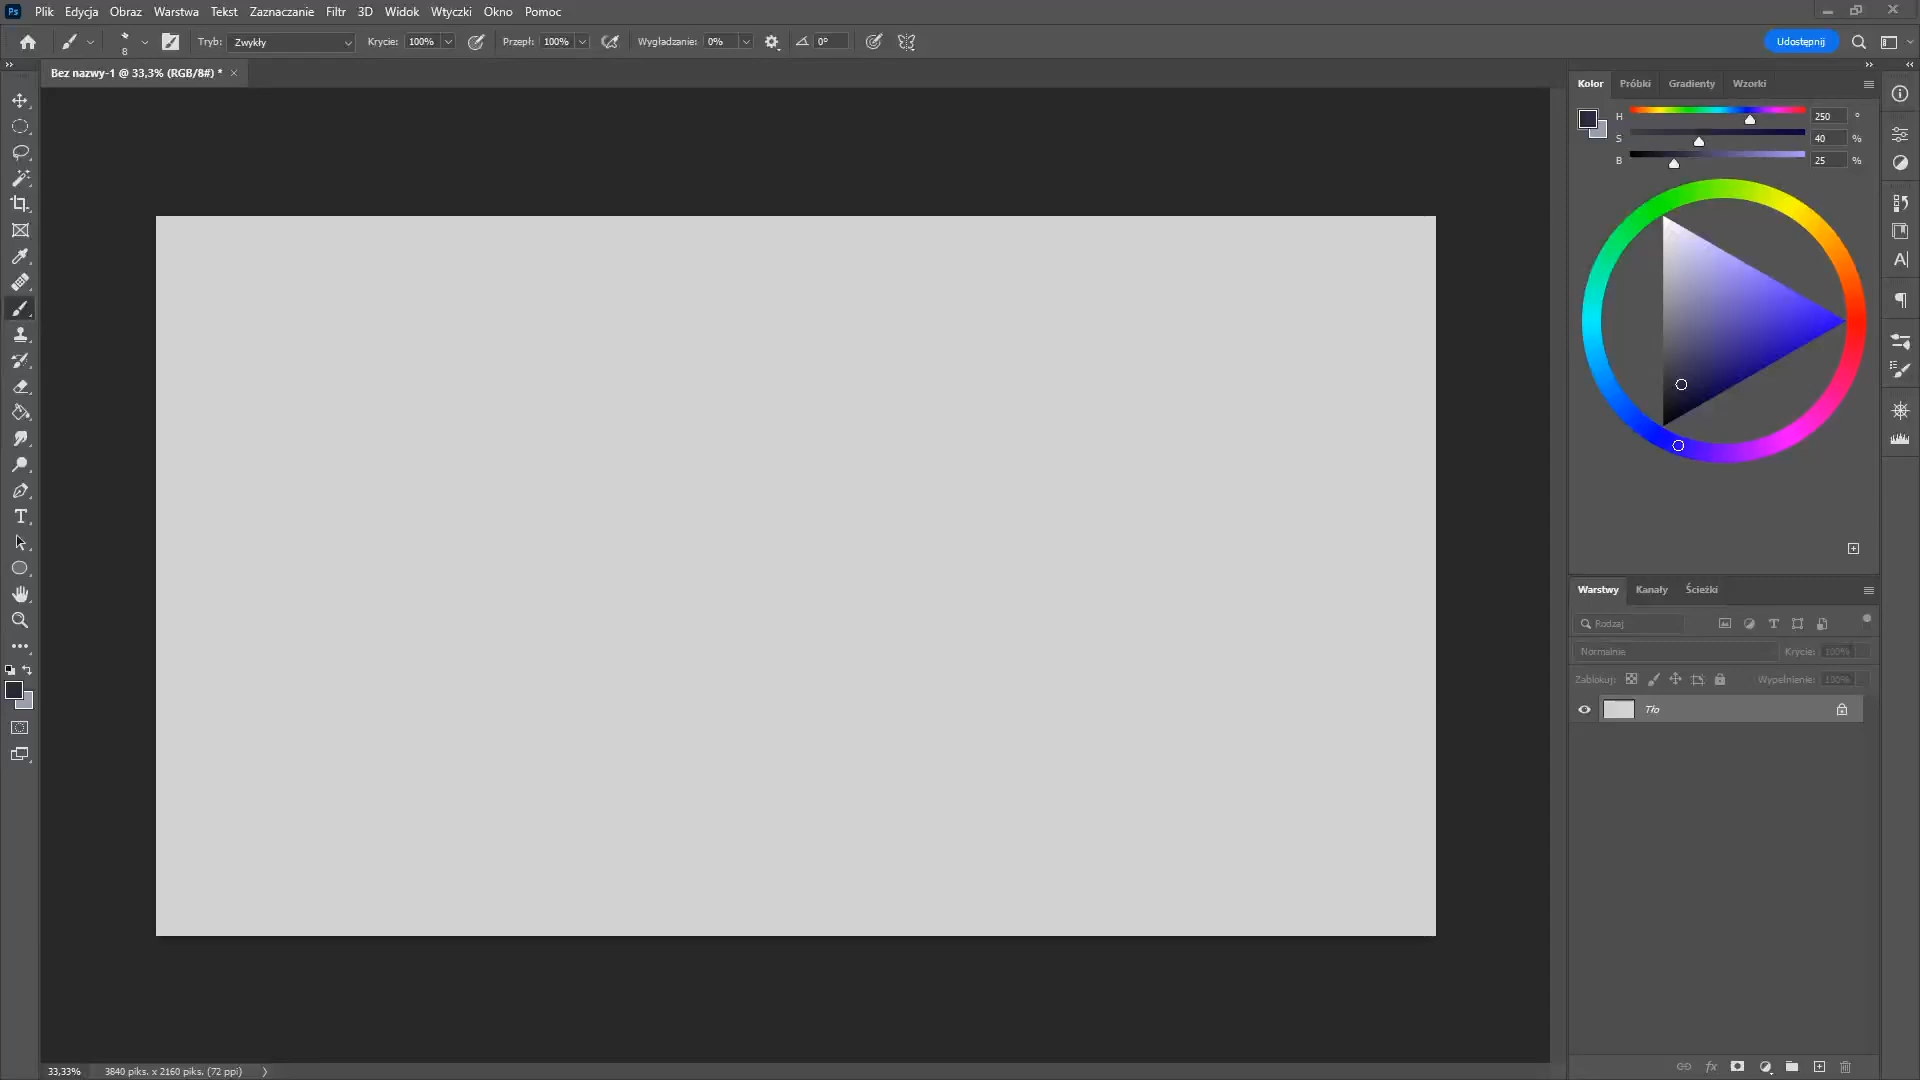 Ps Plik Edycja Obraz Warstwa Tekst Zaznaczanie Filtr 3D Widok Wtyczki Okno Pomoc
8 Tryb: Zwykły Krycie: 100% Przepł: 100% Wygładzanie: 0% 0° Udostępnij
Bez nazwy-1 @ 33,3% (RGB/8#) * ×
Kolor Próbki Gradienty Wzorki
H 250 °
S 40 %
B 25 %
Warstwy Kanały Ścieżki
Rodzaj
Normalnie Krycie: 100%
Zablokuj: Wypełnienie: 100%
Tło
33,33% 3840 piks. x 2160 piks. (72 ppi)